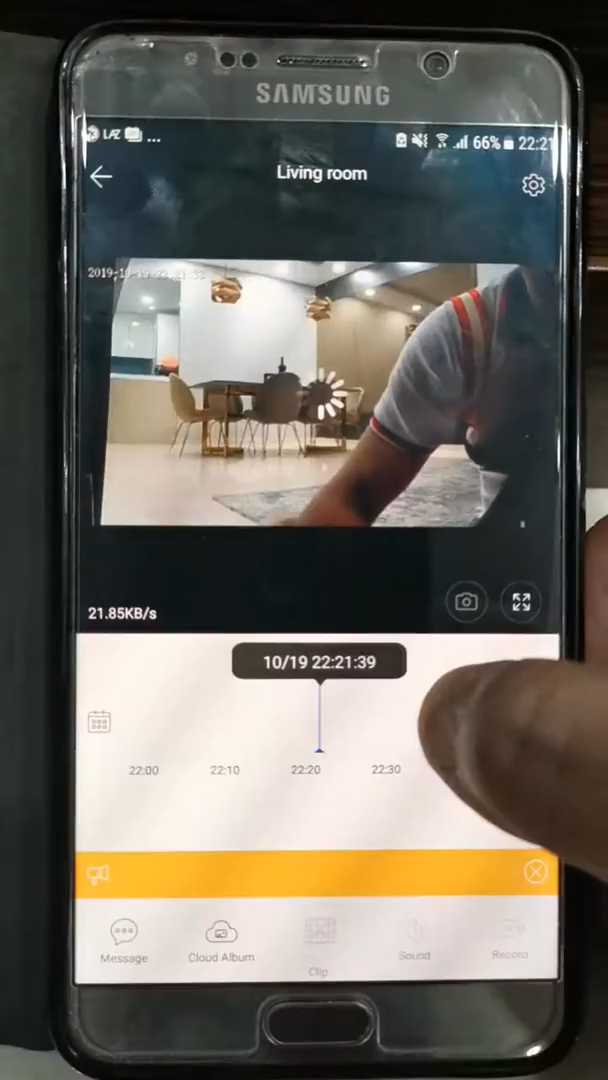 SAMSUNG
LAZ ... 66% 22:21
Living room
21.85KB/s
10/19 22:21:39
22:00 22:10 22:20 22:30
Message Cloud Album Clip Sound Record